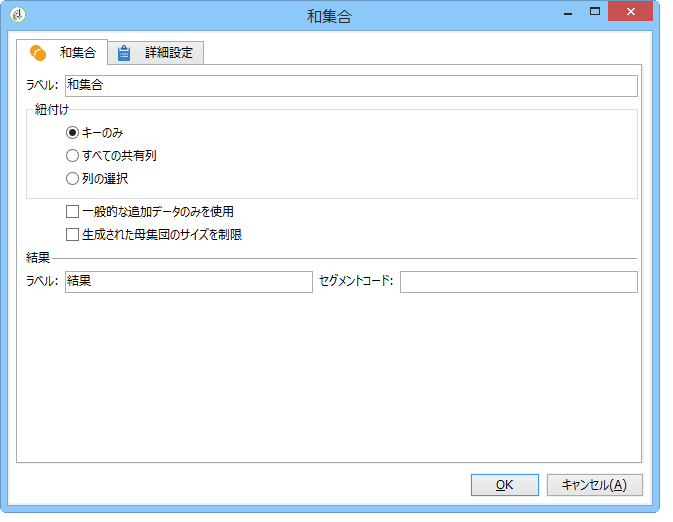 和集合
和集合 詳細設定
ラベル: 和集合
紐付け
キーのみ
すべての共有列
列の選択
一般的な追加データのみを使用
生成された母集団のサイズを制限
結果
ラベル: 結果 セグメントコード:
OK キャンセル(A)